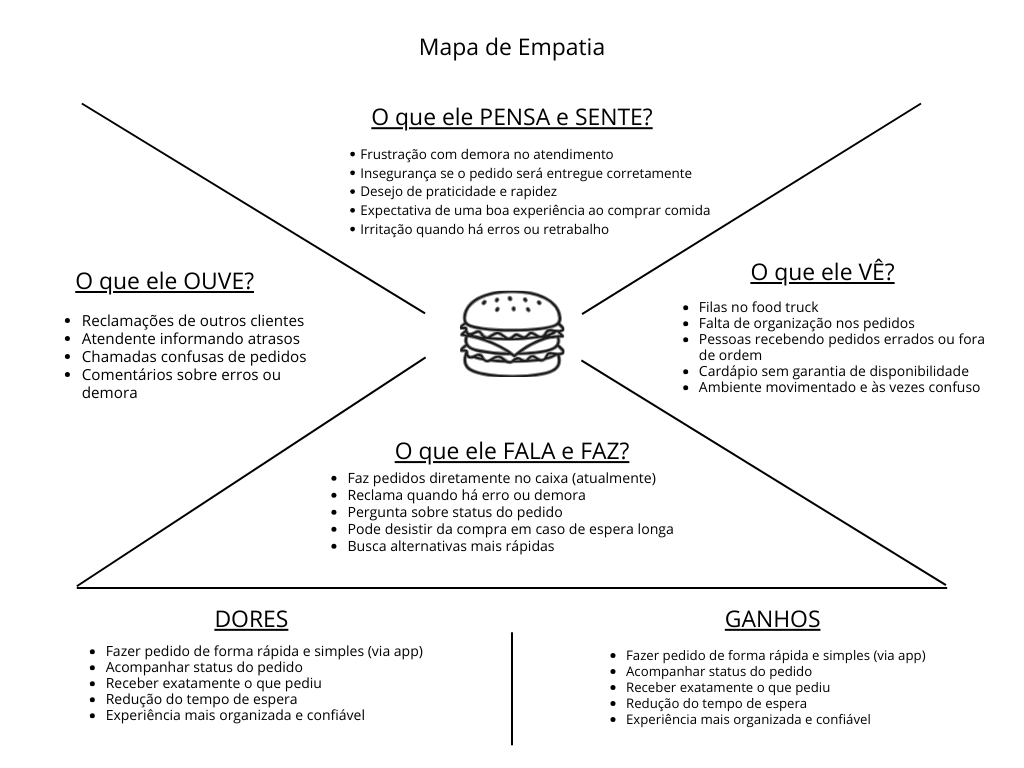 Mapa de Empatia
O que ele PENSA e SENTE?
• Frustração com demora no atendimento
• Insegurança se o pedido será entregue corretamente
• Desejo de praticidade e rapidez
• Expectativa de uma boa experiência ao comprar comida
• Irritação quando há erros ou retrabalho
O que ele OUVE?
• Reclamações de outros clientes
• Atendente informando atrasos
• Chamadas confusas de pedidos
• Comentários sobre erros ou
demora
O que ele VÊ?
• Filas no food truck
• Falta de organização nos pedidos
• Pessoas recebendo pedidos errados ou fora
de ordem
• Cardápio sem garantia de disponibilidade
• Ambiente movimentado e às vezes confuso
O que ele FALA e FAZ?
• Faz pedidos diretamente no caixa (atualmente)
• Reclama quando há erro ou demora
• Pergunta sobre status do pedido
• Pode desistir da compra em caso de espera longa
• Busca alternativas mais rápidas
DORES
• Fazer pedido de forma rápida e simples (via app)
• Acompanhar status do pedido
• Receber exatamente o que pediu
• Redução do tempo de espera
• Experiência mais organizada e confiável
GANHOS
• Fazer pedido de forma rápida e simples (via app)
• Acompanhar status do pedido
• Receber exatamente o que pediu
• Redução do tempo de espera
• Experiência mais organizada e confiável